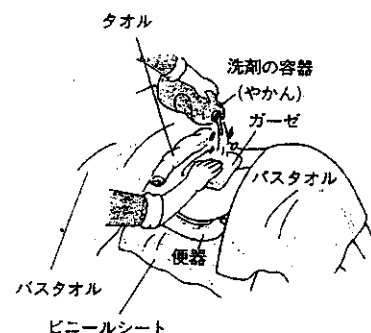 タオル
洗剤の容器
(やかん)
ガーゼ
バスタオル
便器
バスタオル
ビニールシート